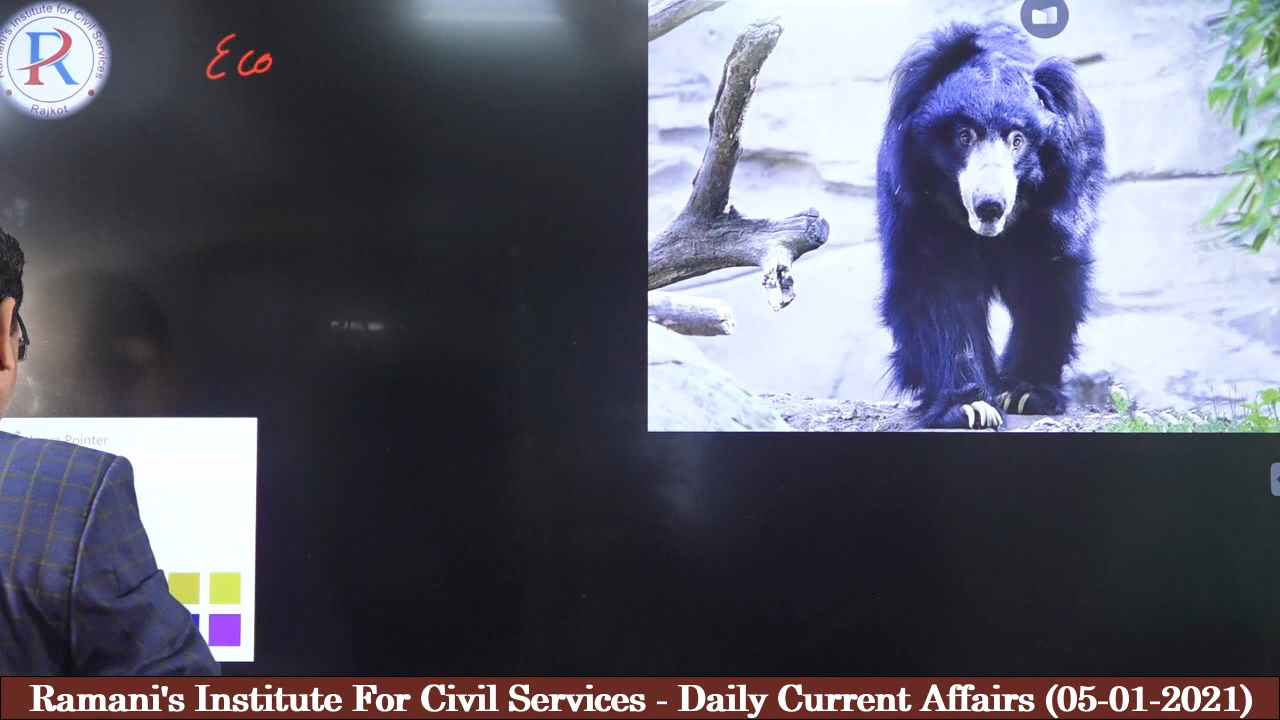 Ramani's Institute for Civil Services
R
Rajkot
Eco
Pointer
Ramani's Institute For Civil Services - Daily Current Affairs (05-01-2021)